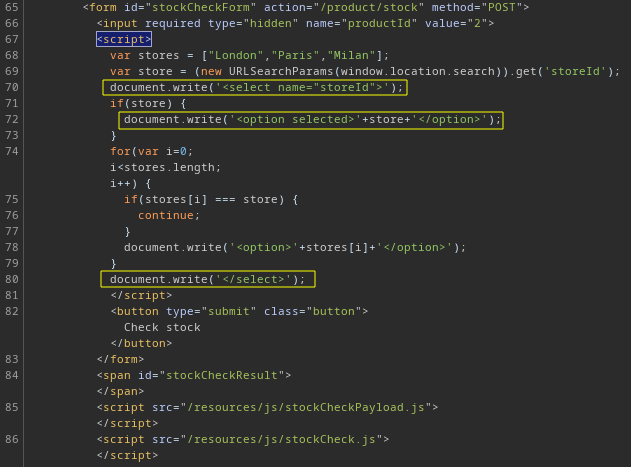 65 <form id="stockCheckForm" action="/product/stock" method="POST">
66 <input required type="hidden" name="productId" value="2">
67 <script>
68 var stores = ["London","Paris","Milan"];
69 var store = (new URLSearchParams(window.location.search)).get('storeId');
70 document.write('<select name="storeId">');
71 if(store) {
72 document.write('<option selected>'+store+'</option>');
73 }
74 for(var i=0;
i<stores.length;
i++) {
75 if(stores[i] === store) {
76 continue;
77 }
78 document.write('<option>'+stores[i]+'</option>');
79 }
80 document.write('</select>');
81 </script>
82 <button type="submit" class="button">
Check stock
</button>
83 </form>
84 <span id="stockCheckResult">
</span>
85 <script src="/resources/js/stockCheckPayload.js">
</script>
86 <script src="/resources/js/stockCheck.js">
</script>